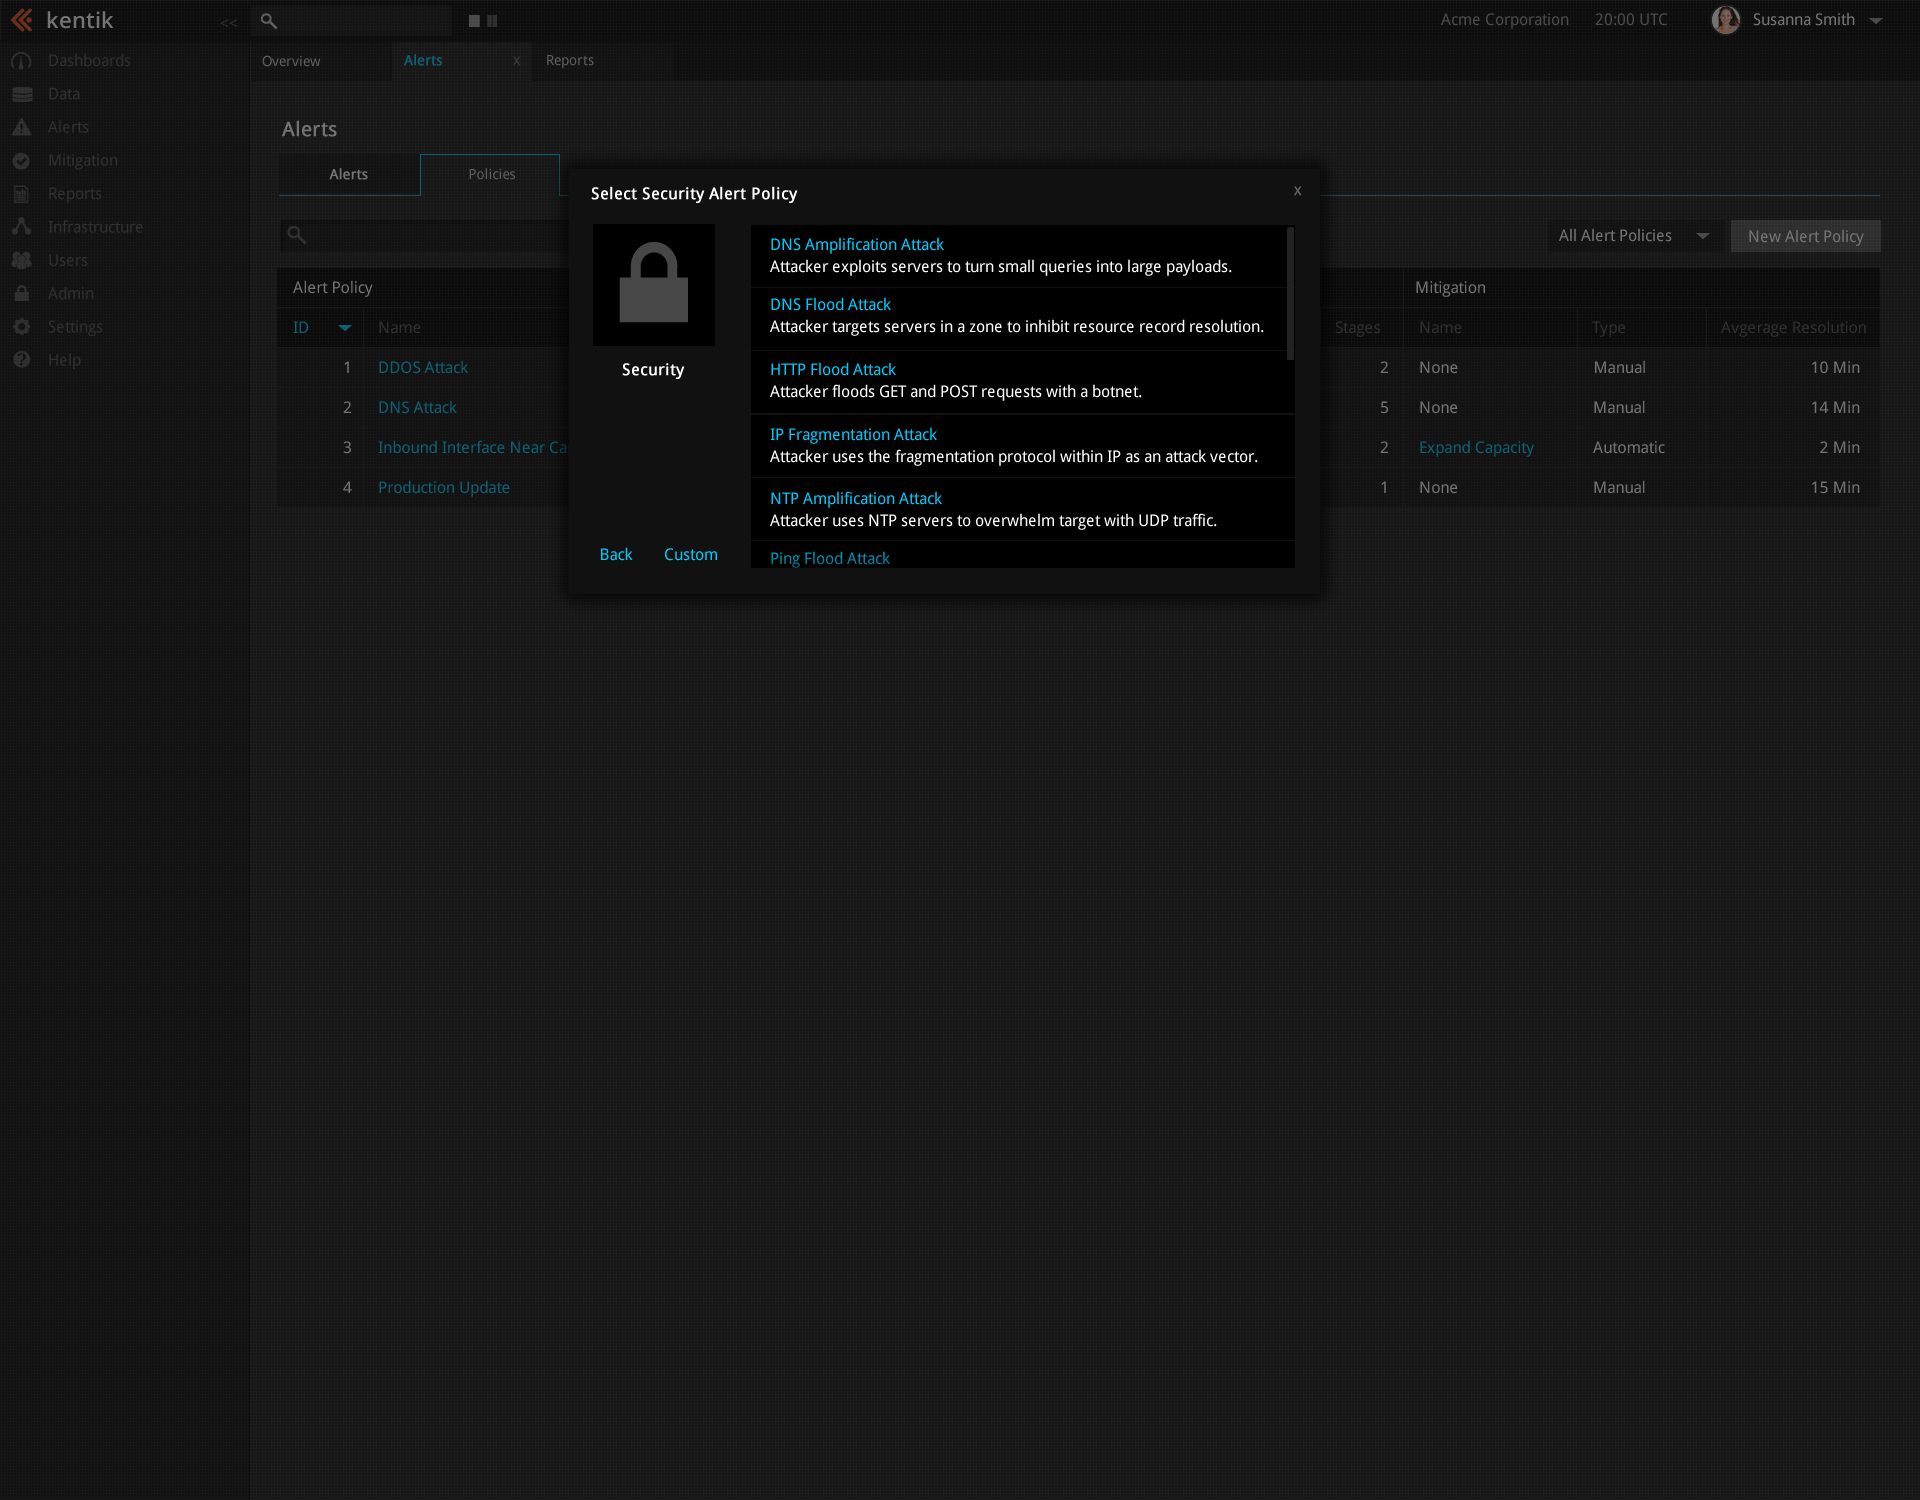 kentik
<<
Acme Corporation
20:00 UTC
Susanna Smith
Dashboards
Data
Alerts
Mitigation
Reports
Infrastructure
Users
Admin
Settings
Help
Overview
Alerts
x
Reports
Alerts
Alerts
Policies
All Alert Policies
New Alert Policy
Alert Policy
Mitigation
ID
Name
Stages
Name
Type
Avgerage Resolution
1 DDOS Attack
2 None Manual 10 Min
2 DNS Attack
5 None Manual 14 Min
3 Inbound Interface Near Ca
2 Expand Capacity Automatic 2 Min
4 Production Update
1 None Manual 15 Min
Select Security Alert Policy
x
Security
Back
Custom
DNS Amplification Attack
Attacker exploits servers to turn small queries into large payloads.
DNS Flood Attack
Attacker targets servers in a zone to inhibit resource record resolution.
HTTP Flood Attack
Attacker floods GET and POST requests with a botnet.
IP Fragmentation Attack
Attacker uses the fragmentation protocol within IP as an attack vector.
NTP Amplification Attack
Attacker uses NTP servers to overwhelm target with UDP traffic.
Ping Flood Attack